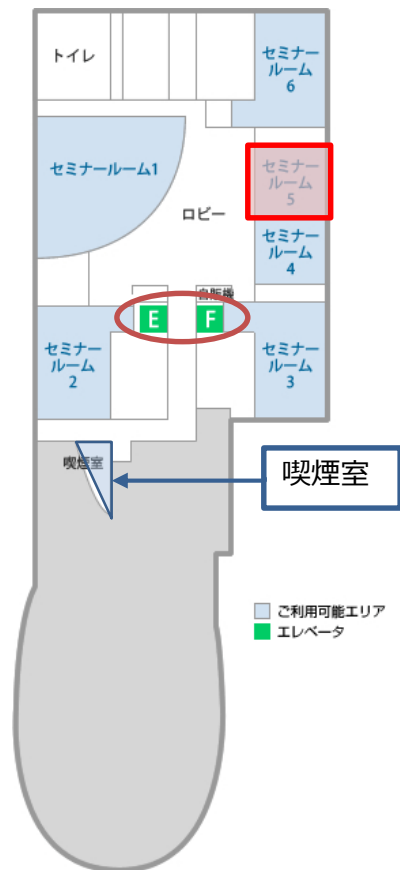 トイレ
セミナー
ルーム
6
セミナールーム1
セミナー
ルーム
5
ロビー
セミナー
ルーム
4
自販機
E
F
セミナー
ルーム
2
セミナー
ルーム
3
喫煙室
喫煙室
ご利用可能エリア
エレベータ